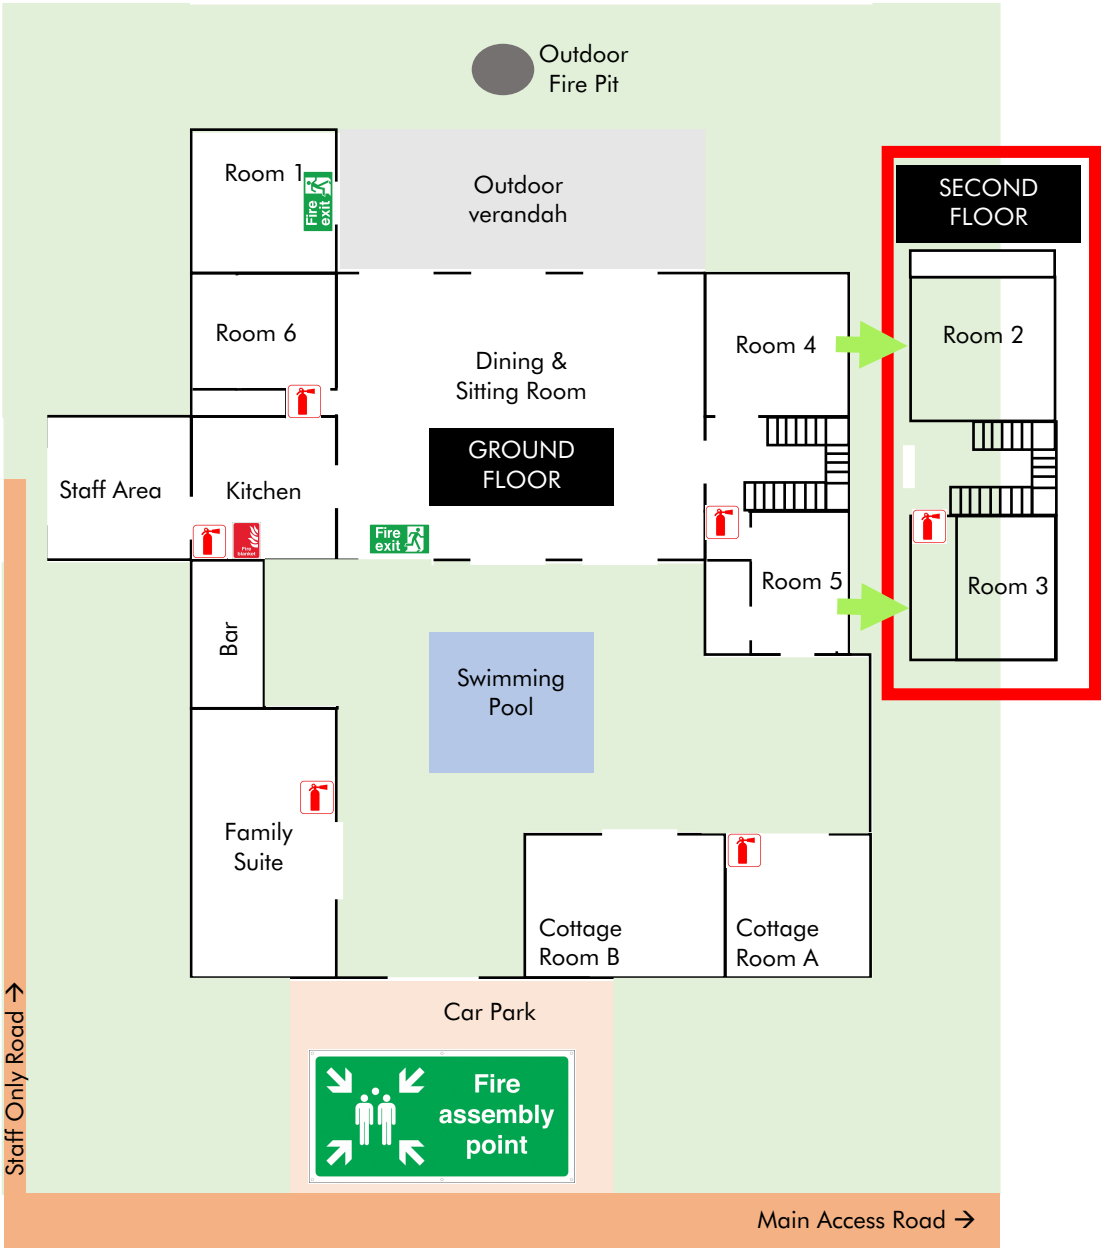 Outdoor
Fire Pit
Room 1
Fire
exit
Outdoor
verandah
SECOND
FLOOR
Room 6
Dining &
Sitting Room
Room 4
Room 2
GROUND
FLOOR
Staff Area
Kitchen
Fire
blanket
Fire
exit
Room 5
Room 3
Bar
Swimming
Pool
Family
Suite
Cottage
Room B
Cottage
Room A
Car Park
Fire
assembly
point
Staff Only Road →
Main Access Road →